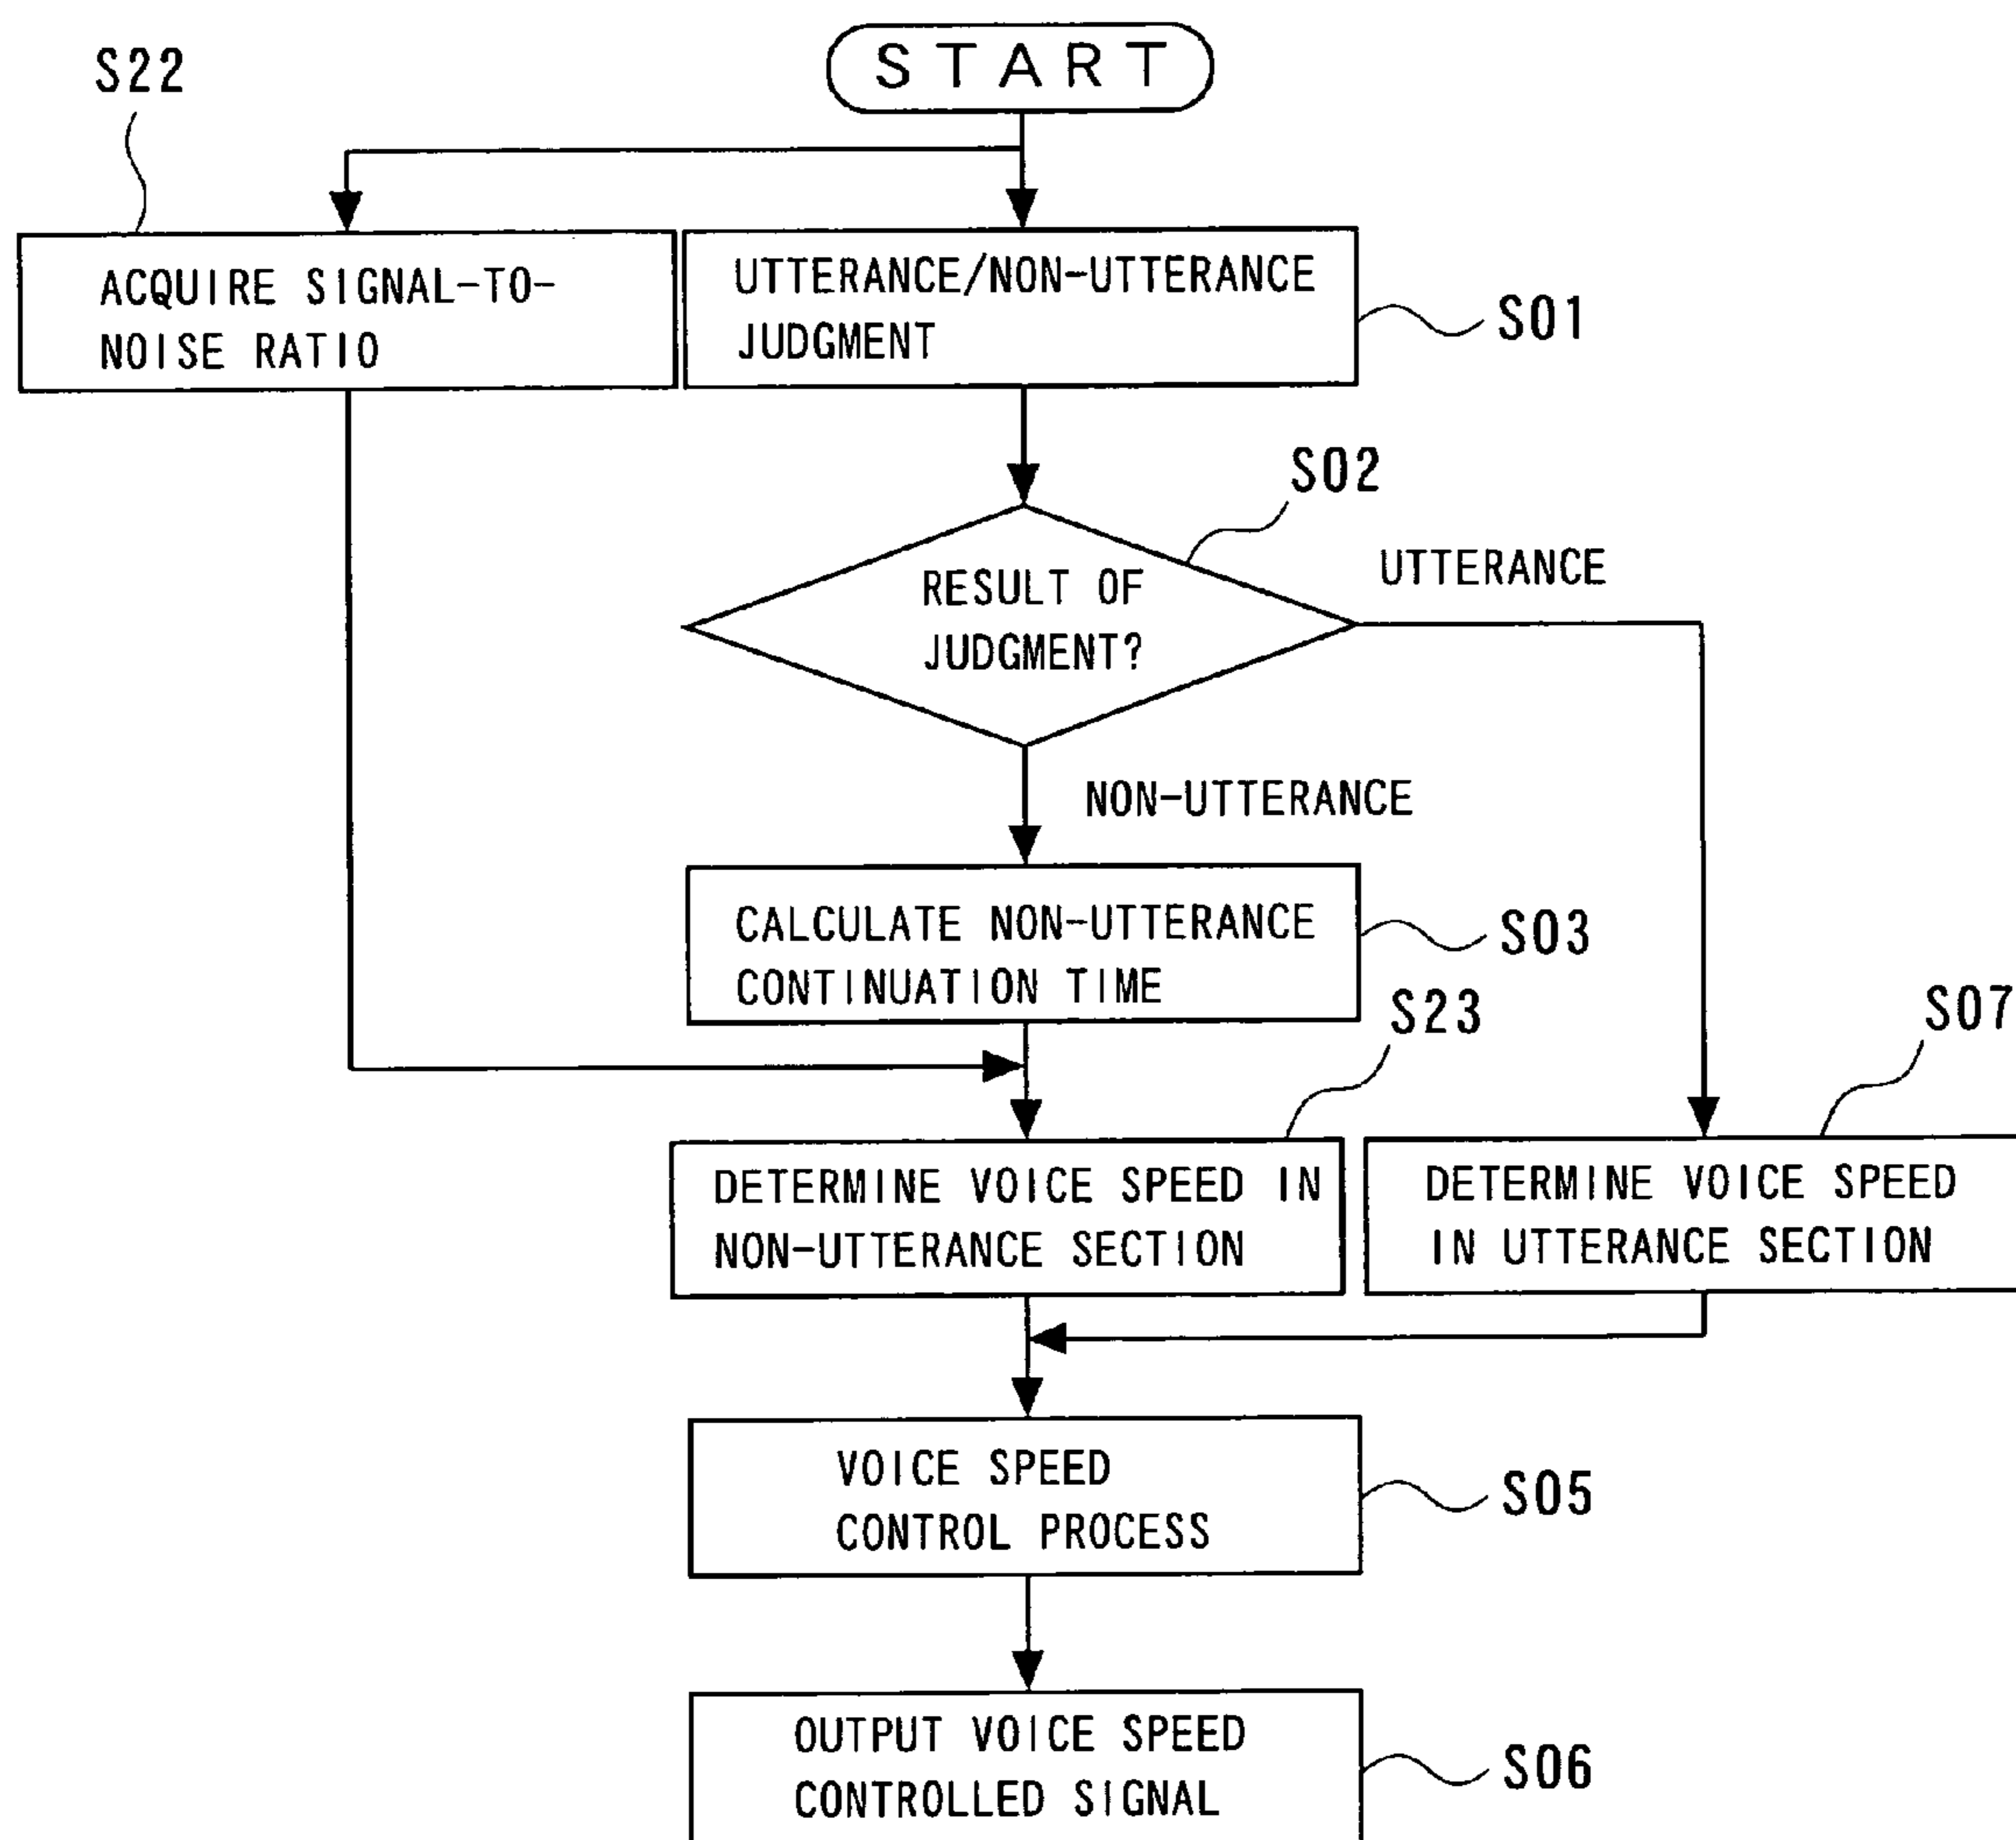 START
S22
ACQUIRE SIGNAL-TO-
NOISE RATIO
UTTERANCE/NON-UTTERANCE
JUDGMENT
S01
S02
RESULT OF
JUDGMENT?
UTTERANCE
NON-UTTERANCE
CALCULATE NON-UTTERANCE
CONTINUATION TIME
S03
S23
S07
DETERMINE VOICE SPEED IN
NON-UTTERANCE SECTION
DETERMINE VOICE SPEED
IN UTTERANCE SECTION
VOICE SPEED
CONTROL PROCESS
S05
OUTPUT VOICE SPEED
CONTROLLED SIGNAL
S06